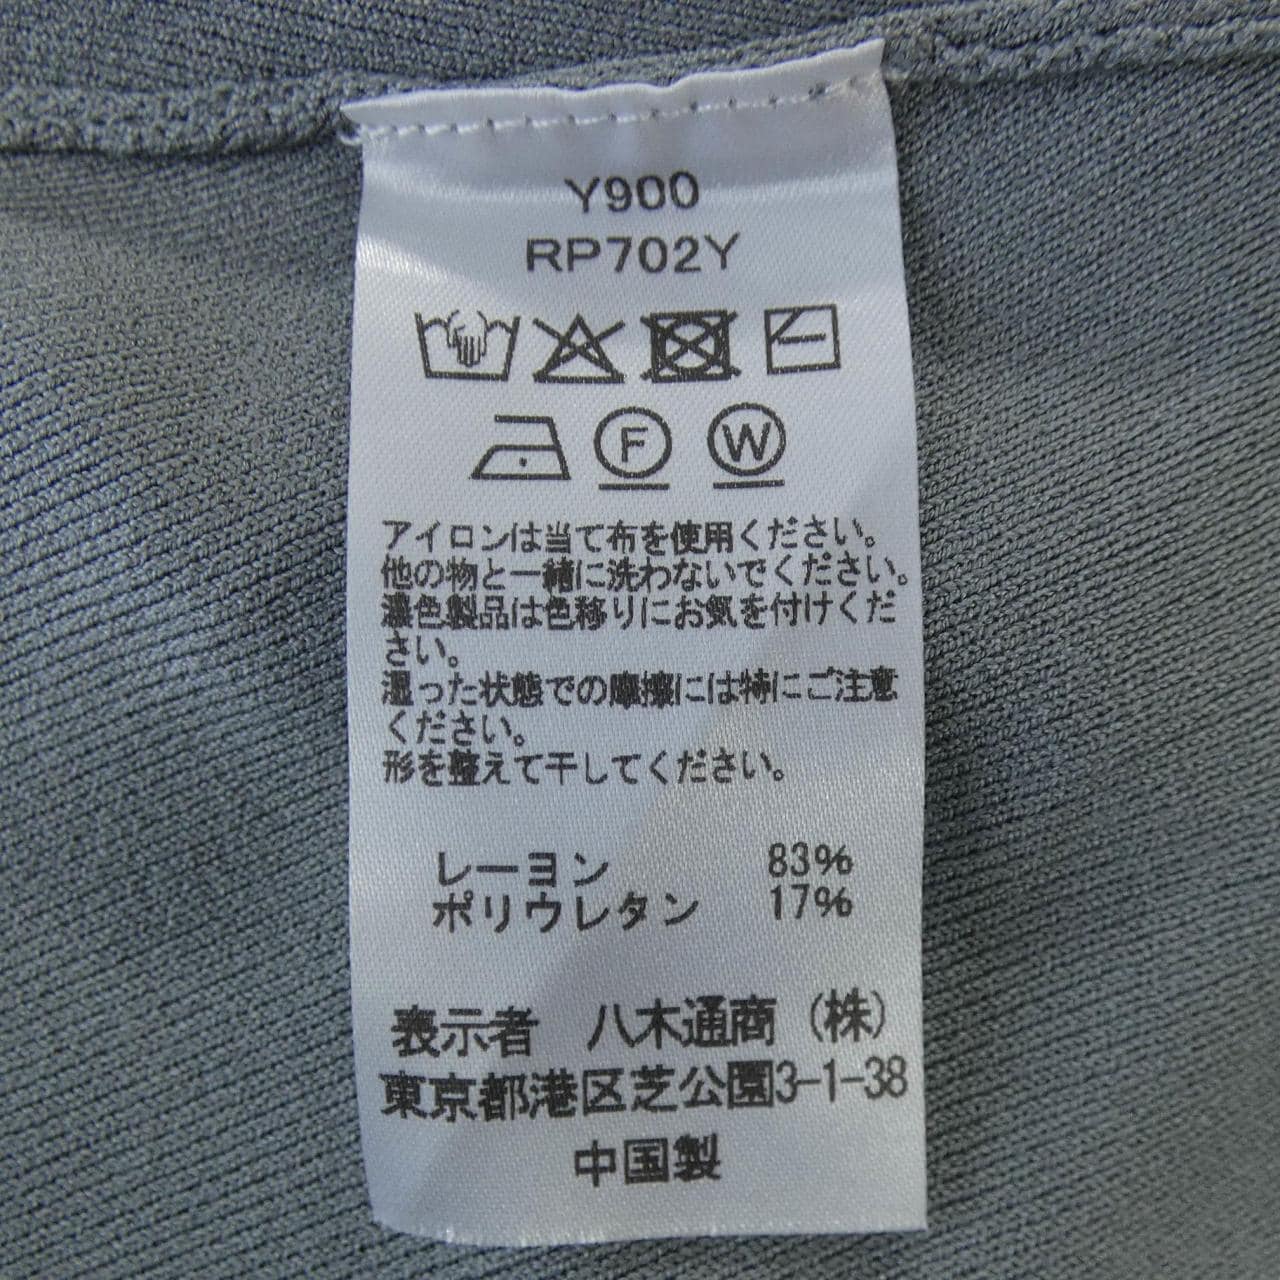 Y900
RP702Y
F W
アイロンは当て布を使用ください。
他の物と一緒に洗わないでください。
濃色製品は色移りにお気を付けくだ
さい。
湿った状態での摩擦には特にご注意
ください。
形を整えて干してください。
レーヨン 83%
ポリウレタン 17%
表示者 八木通商(株)
東京都港区芝公園3-1-38
中国製